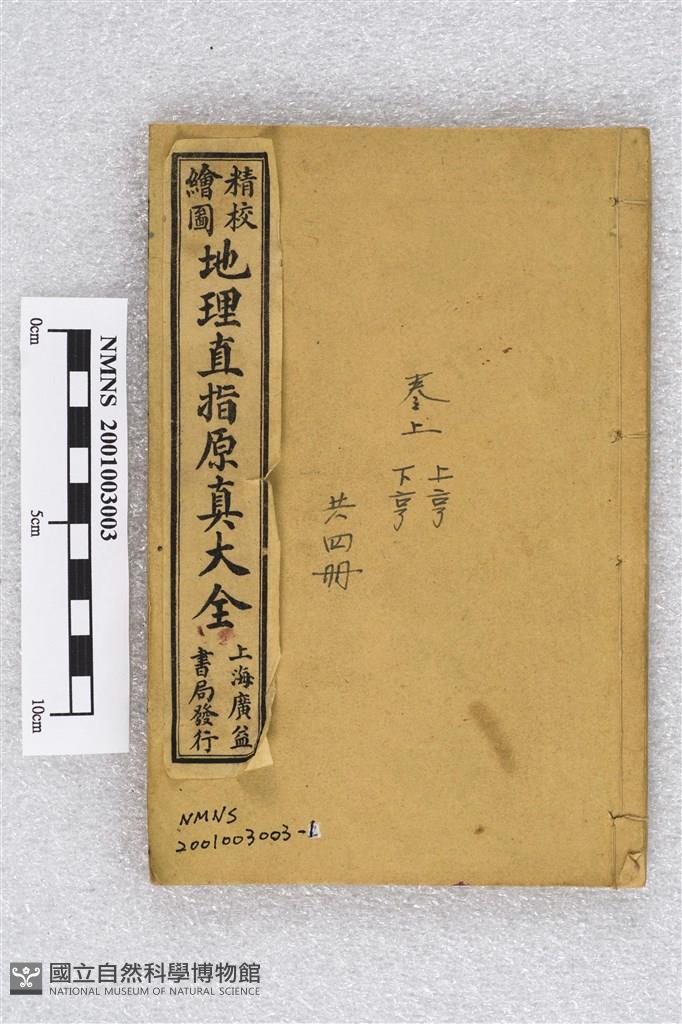 精校
繪圖
地理直指原真大全
上海廣益
書局發行
上
上亨
下亨
共四冊
NMNS
2001003003-1
NMNS 2001003003
0cm
5cm
10cm
國立自然科學博物館
NATIONAL MUSEUM OF NATURAL SCIENCE